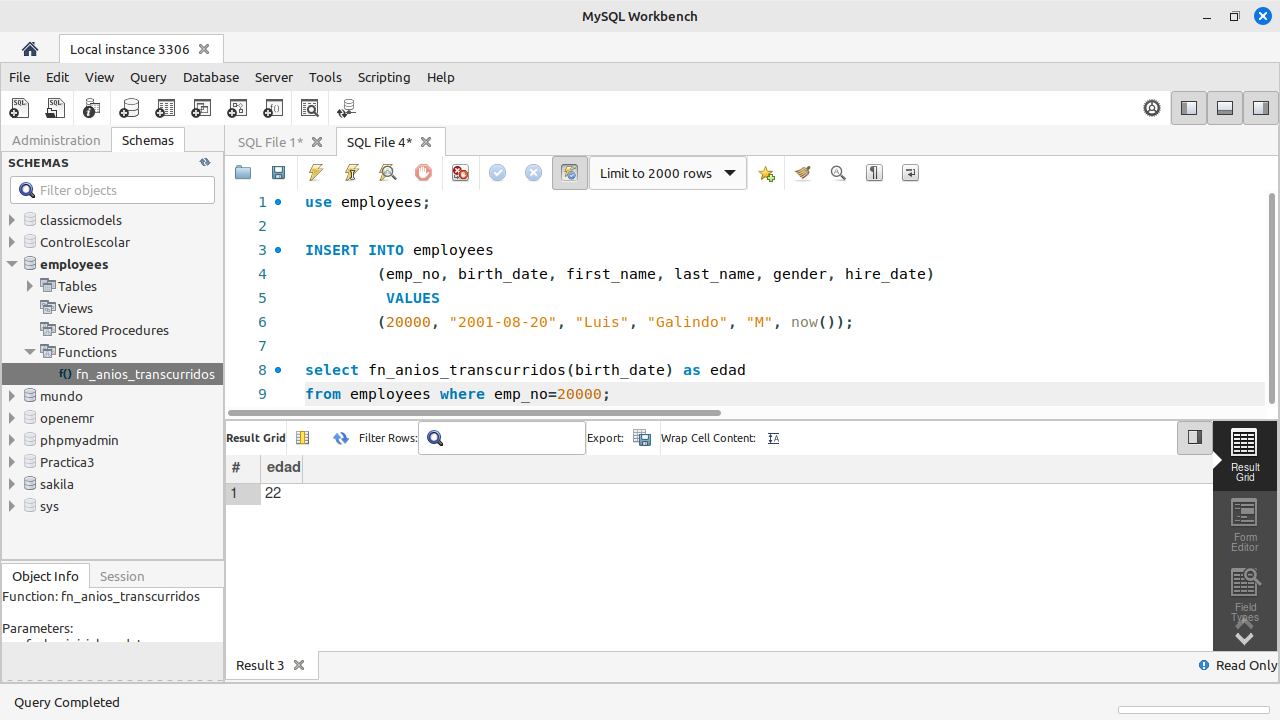 MySQL Workbench
Local instance 3306
File Edit View Query Database Server Tools Scripting Help
Administration Schemas
SQL File 1* SQL File 4*
SCHEMAS
Filter objects
classicmodels
ControlEscolar
employees
Tables
Views
Stored Procedures
Functions
f() fn_anios_transcurridos
mundo
openemr
phpmyadmin
Practica3
sakila
sys
Object Info Session
Function: fn_anios_transcurridos
Parameters:
Limit to 2000 rows
1 use employees;
2
3 INSERT INTO employees
4 (emp_no, birth_date, first_name, last_name, gender, hire_date)
5 VALUES
6 (20000, "2001-08-20", "Luis", "Galindo", "M", now());
7
8 select fn_anios_transcurridos(birth_date) as edad
9 from employees where emp_no=20000;
Result Grid Filter Rows: Export: Wrap Cell Content:
# edad
1 22
Result
Grid
Form
Editor
Field
Types
Result 3 Read Only
Query Completed